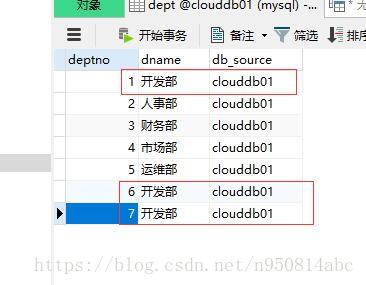 对象 dept @clouddb01 (mysql) -...
开始事务 备注 筛选 排序
deptno dname db_source
1 开发部 clouddb01
2 人事部 clouddb01
3 财务部 clouddb01
4 市场部 clouddb01
5 运维部 clouddb01
6 开发部 clouddb01
7 开发部 clouddb01
https://blog.csdn.net/n950814abc